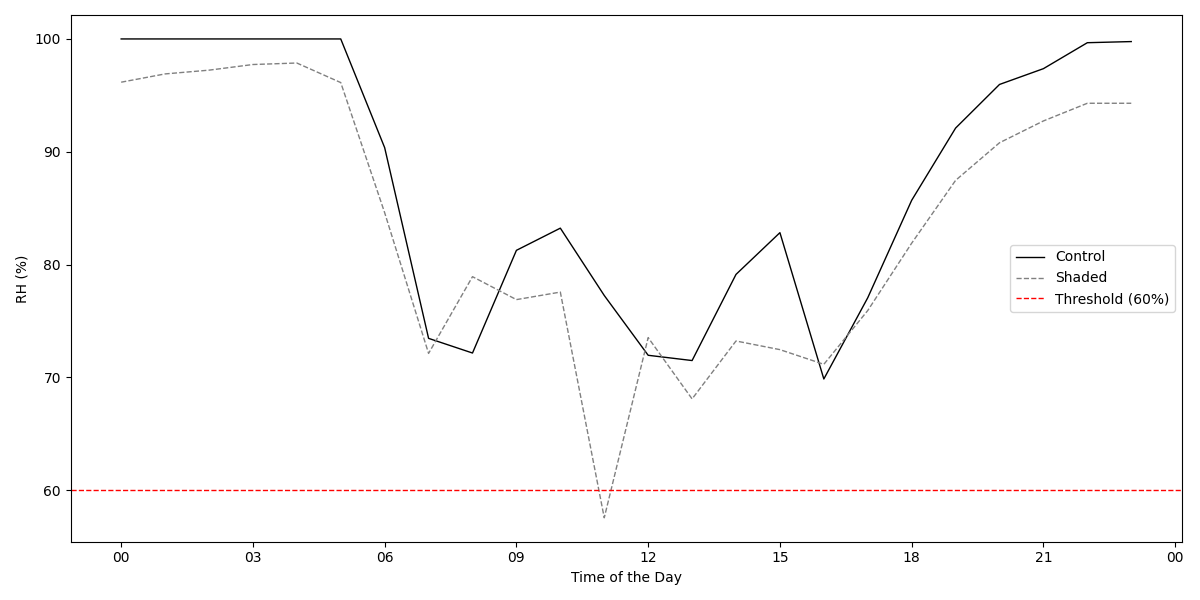 100
90
80
70
60
RH (%)
Control
Shaded
Threshold (60%)
00 03 06 09 12 15 18 21 00
Time of the Day